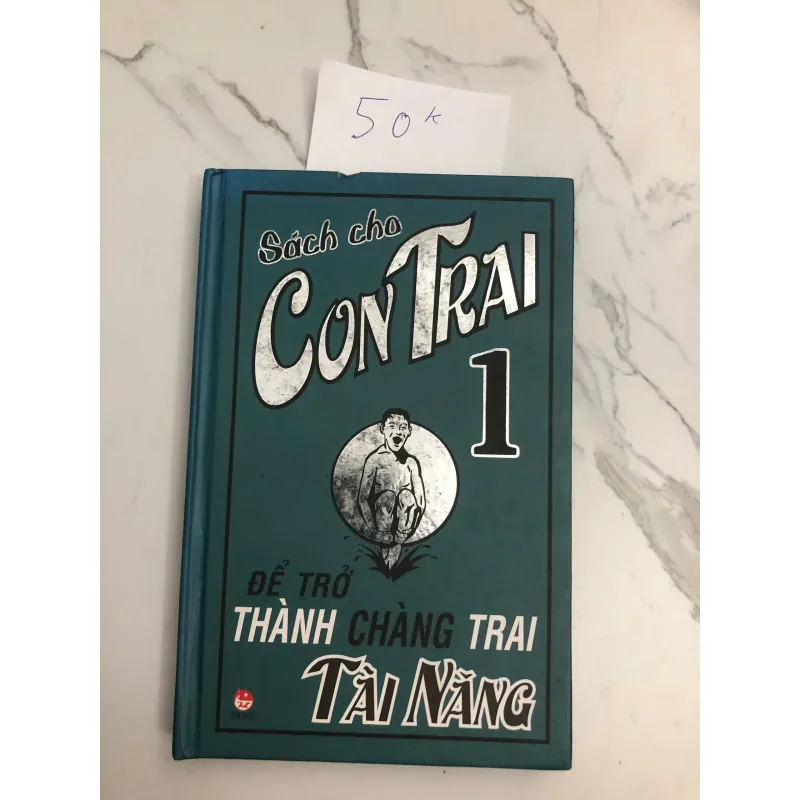 50k
Sách cho
CON TRAI
1
ĐỂ TRỞ
THÀNH CHÀNG TRAI
TÀI NĂNG